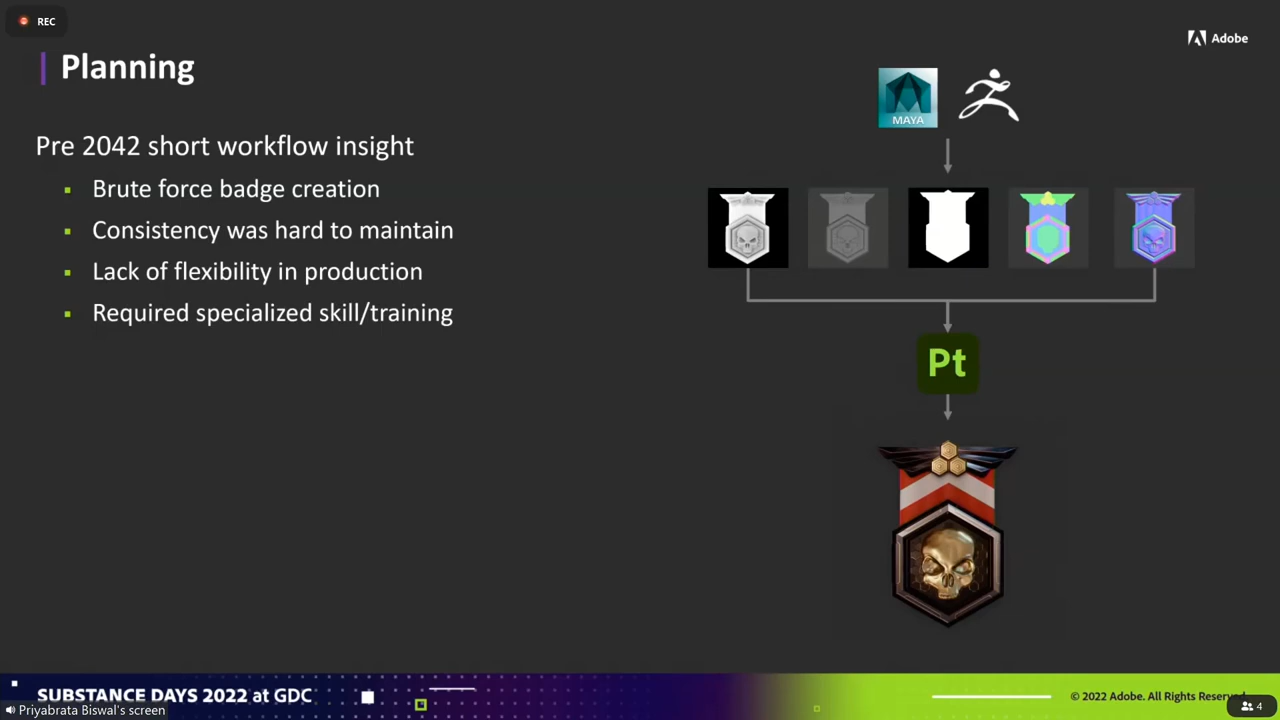 REC
Adobe
Planning
MAYA
Pre 2042 short workflow insight
Brute force badge creation
Consistency was hard to maintain
Lack of flexibility in production
Required specialized skill/training
Pt
SUBSTANCE DAYS 2022 at GDC
© 2022 Adobe. All Rights Reserved.
Priyabrata Biswal's screen
4